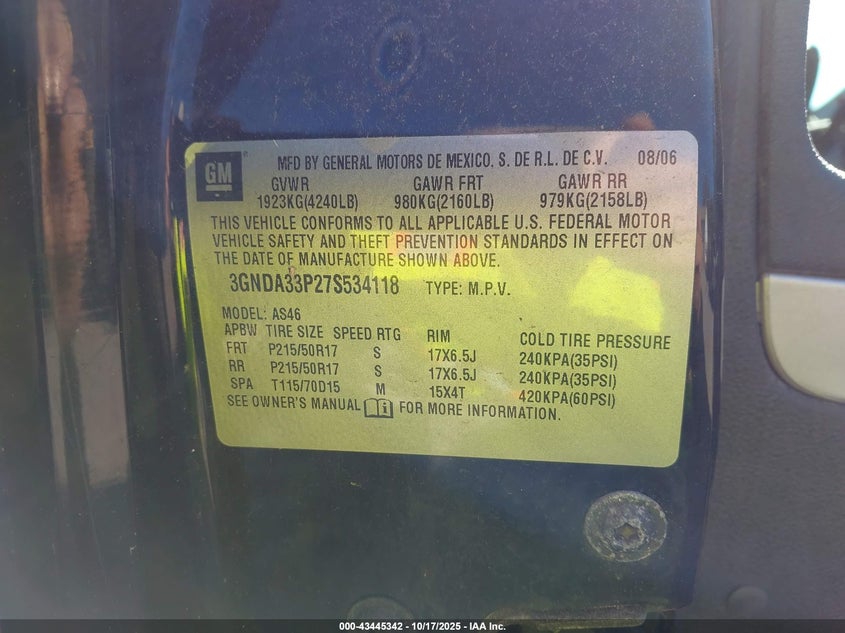 GM
MFD BY GENERAL MOTORS DE MEXICO, S. DE R.L. DE C.V. 08/06
GVWR GAWR FRT GAWR RR
1923KG(4240LB) 980KG(2160LB) 979KG(2158LB)
THIS VEHICLE CONFORMS TO ALL APPLICABLE U.S. FEDERAL MOTOR
VEHICLE SAFETY AND THEFT PREVENTION STANDARDS IN EFFECT ON
THE DATE OF MANUFACTURE SHOWN ABOVE.
3GNDA33P27S534118 TYPE: M.P.V.
MODEL: AS46
APBW TIRE SIZE SPEED RTG RIM COLD TIRE PRESSURE
FRT P215/50R17 S 17X6.5J 240KPA(35PSI)
RR P215/50R17 S 17X6.5J 240KPA(35PSI)
SPA T115/70D15 M 15X4T 420KPA(60PSI)
SEE OWNER'S MANUAL FOR MORE INFORMATION.
000-43445342 - 10/17/2025 - IAA Inc.